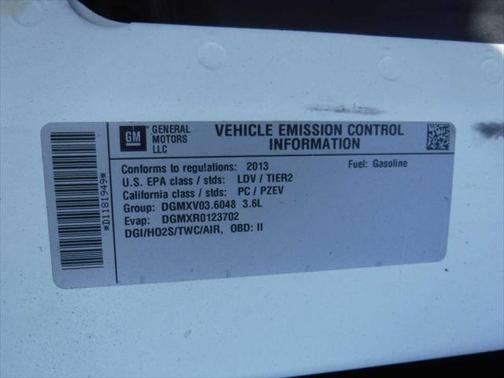 GM
GENERAL
MOTORS
LLC
VEHICLE EMISSION CONTROL
INFORMATION
Conforms to regulations: 2013
Fuel: Gasoline
U.S. EPA class / stds: LDV / TIER2
California class / stds: PC / PZEV
Group: DGMXV03.6048 3.6L
Evap: DGMXR0123702
DGI/HO2S/TWC/AIR, OBD: II
*D1181949*